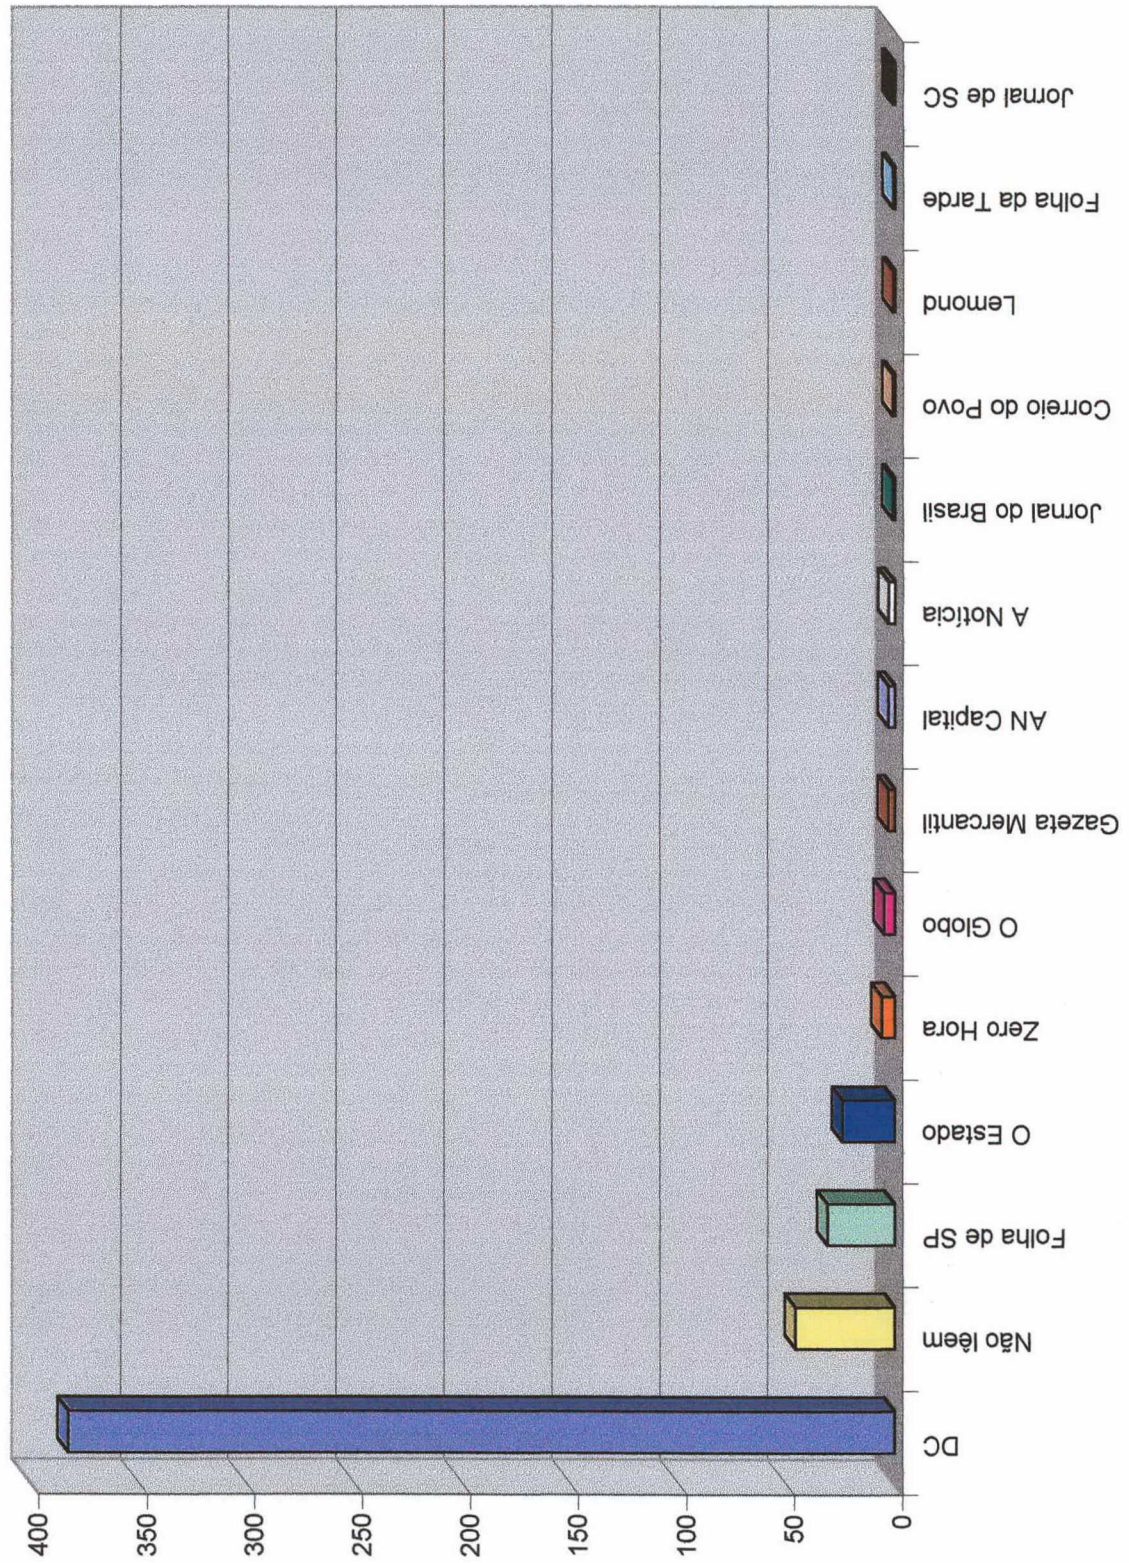 400
350
300
250
200
150
100
50
0
DC
Não lêem
Folha de SP
O Estado
Zero Hora
O Globo
Gazeta Mercantil
AN Capital
A Notícia
Jornal do Brasil
Correio do Povo
Lemond
Folha da Tarde
Jornal de SC